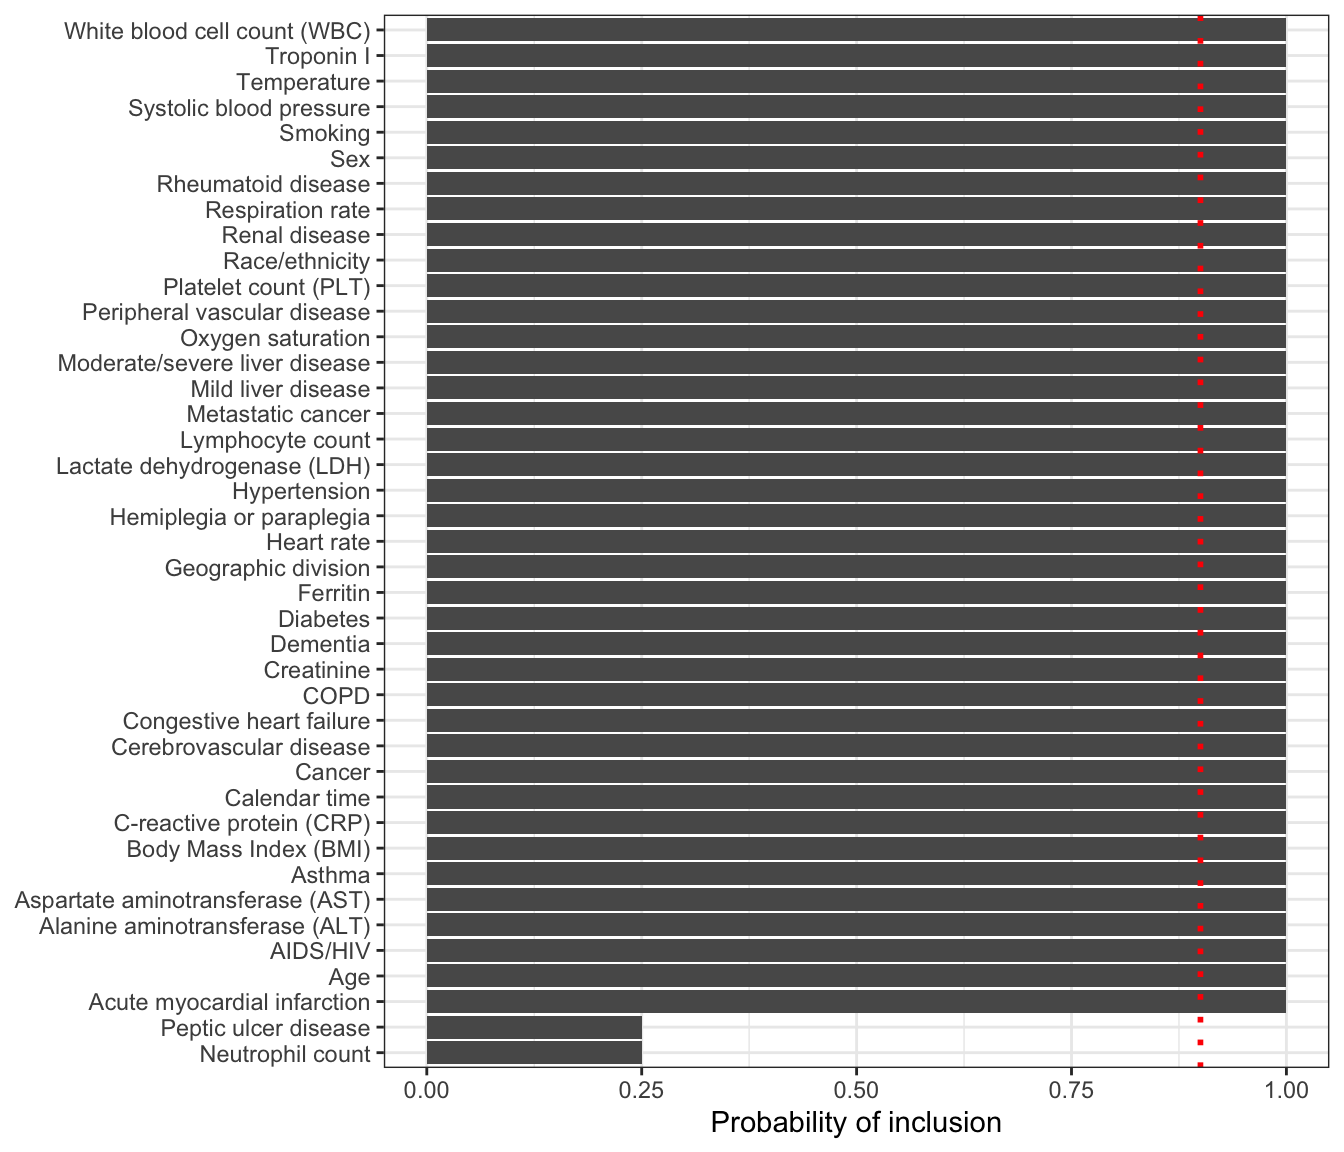 White blood cell count (WBC)
Troponin I
Temperature
Systolic blood pressure
Smoking
Sex
Rheumatoid disease
Respiration rate
Renal disease
Race/ethnicity
Platelet count (PLT)
Peripheral vascular disease
Oxygen saturation
Moderate/severe liver disease
Mild liver disease
Metastatic cancer
Lymphocyte count
Lactate dehydrogenase (LDH)
Hypertension
Hemiplegia or paraplegia
Heart rate
Geographic division
Ferritin
Diabetes
Dementia
Creatinine
COPD
Congestive heart failure
Cerebrovascular disease
Cancer
Calendar time
C-reactive protein (CRP)
Body Mass Index (BMI)
Asthma
Aspartate aminotransferase (AST)
Alanine aminotransferase (ALT)
AIDS/HIV
Age
Acute myocardial infarction
Peptic ulcer disease
Neutrophil count
0.00 0.25 0.50 0.75 1.00
Probability of inclusion